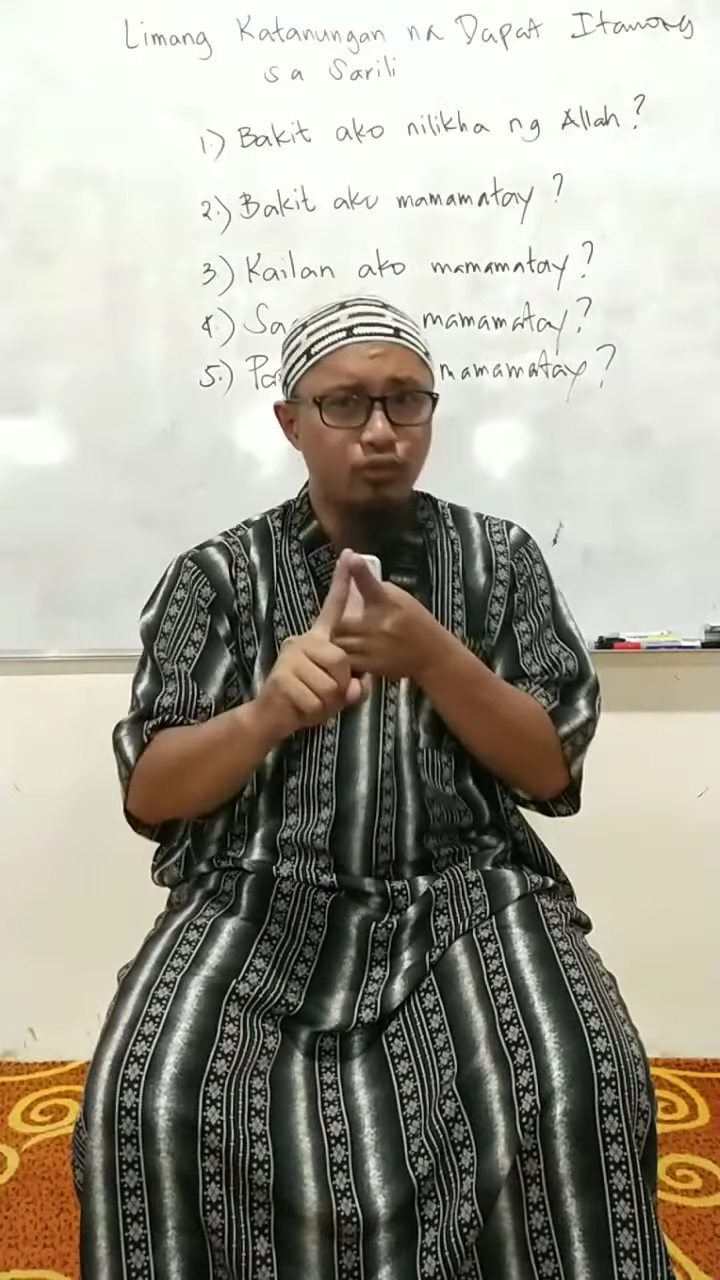 Limang Katanungan na Dapat Itanong
sa Sarili
1.) Bakit ako nilikha ng Allah?
2.) Bakit ako mamamatay?
3.) Kailan ako mamamatay?
4.) mamamatay?
5.) mamamatay?